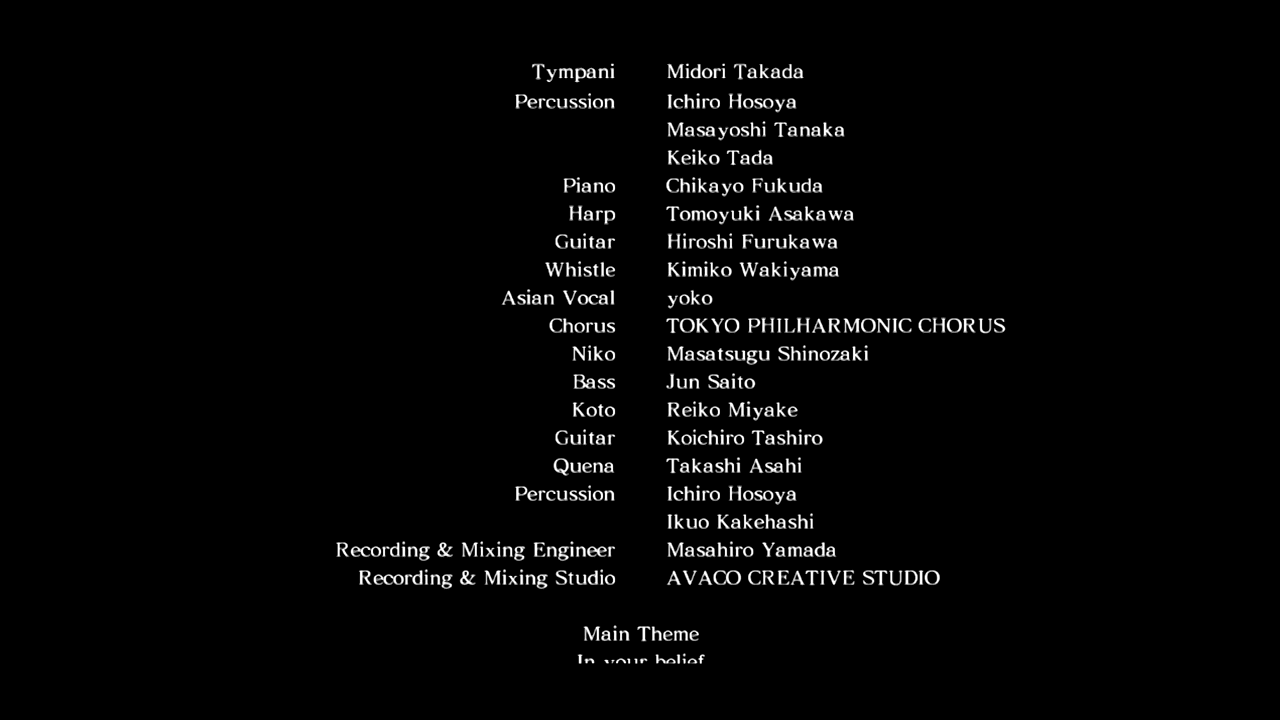 Tympani Midori Takada
Percussion Ichiro Hosoya
Masayoshi Tanaka
Keiko Tada
Piano Chikayo Fukuda
Harp Tomoyuki Asakawa
Guitar Hiroshi Furukawa
Whistle Kimiko Wakiyama
Asian Vocal yoko
Chorus TOKYO PHILHARMONIC CHORUS
Niko Masatsugu Shinozaki
Bass Jun Saito
Koto Reiko Miyake
Guitar Koichiro Tashiro
Quena Takashi Asahi
Percussion Ichiro Hosoya
Ikuo Kakehashi
Recording & Mixing Engineer Masahiro Yamada
Recording & Mixing Studio AVACO CREATIVE STUDIO
Main Theme
In your belief